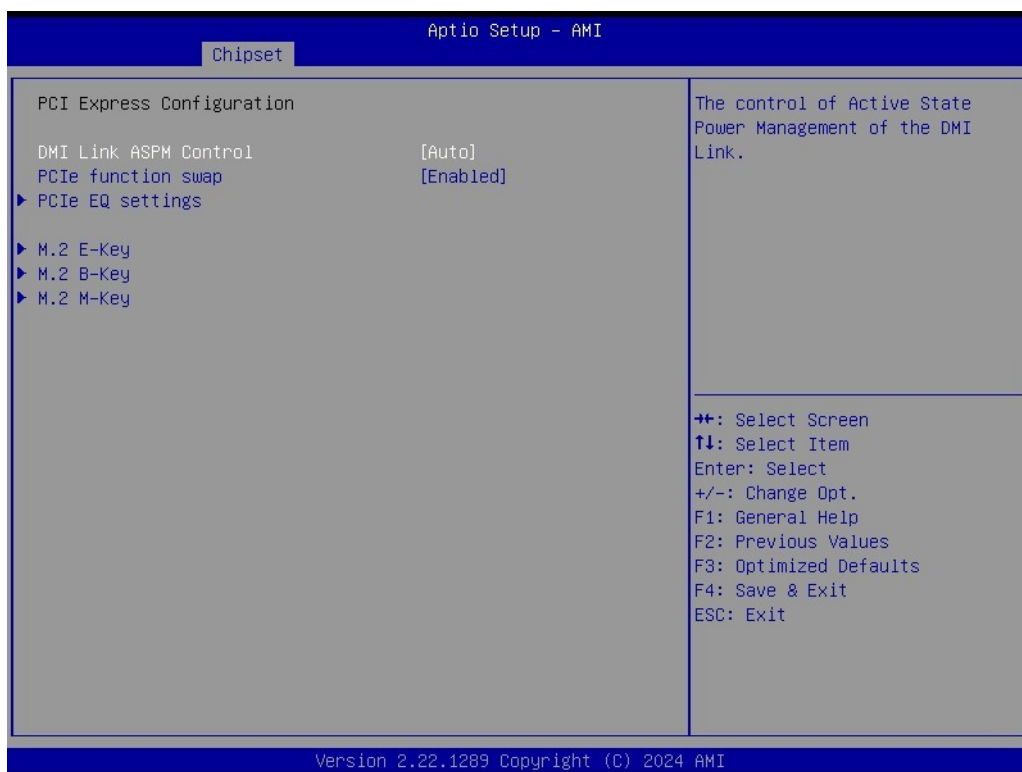 Aptio Setup – AMI
Chipset
PCI Express Configuration
DMI Link ASPM Control [Auto]
PCIe function swap [Enabled]
PCIe EQ settings
M.2 E-Key
M.2 B-Key
M.2 M-Key
The control of Active State
Power Management of the DMI
Link.
→←: Select Screen
↑↓: Select Item
Enter: Select
+/-: Change Opt.
F1: General Help
F2: Previous Values
F3: Optimized Defaults
F4: Save & Exit
ESC: Exit
Version 2.22.1289 Copyright (C) 2024 AMI